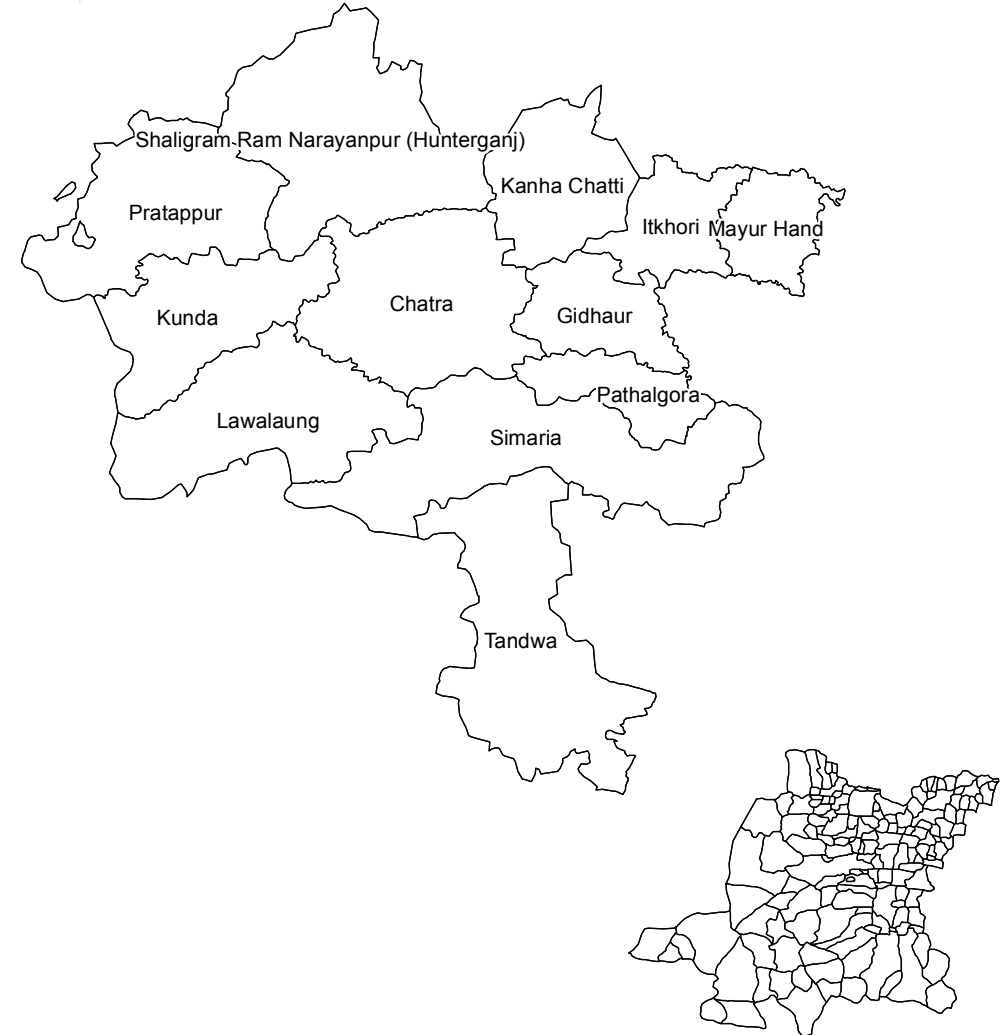 Shaligram Ram Narayanpur (Hunterganj)
Kanha Chatti
Pratappur
Itkhori
Mayur Hand
Chatra
Gidhaur
Kunda
Pathalgora
Lawalaung
Simaria
Tandwa